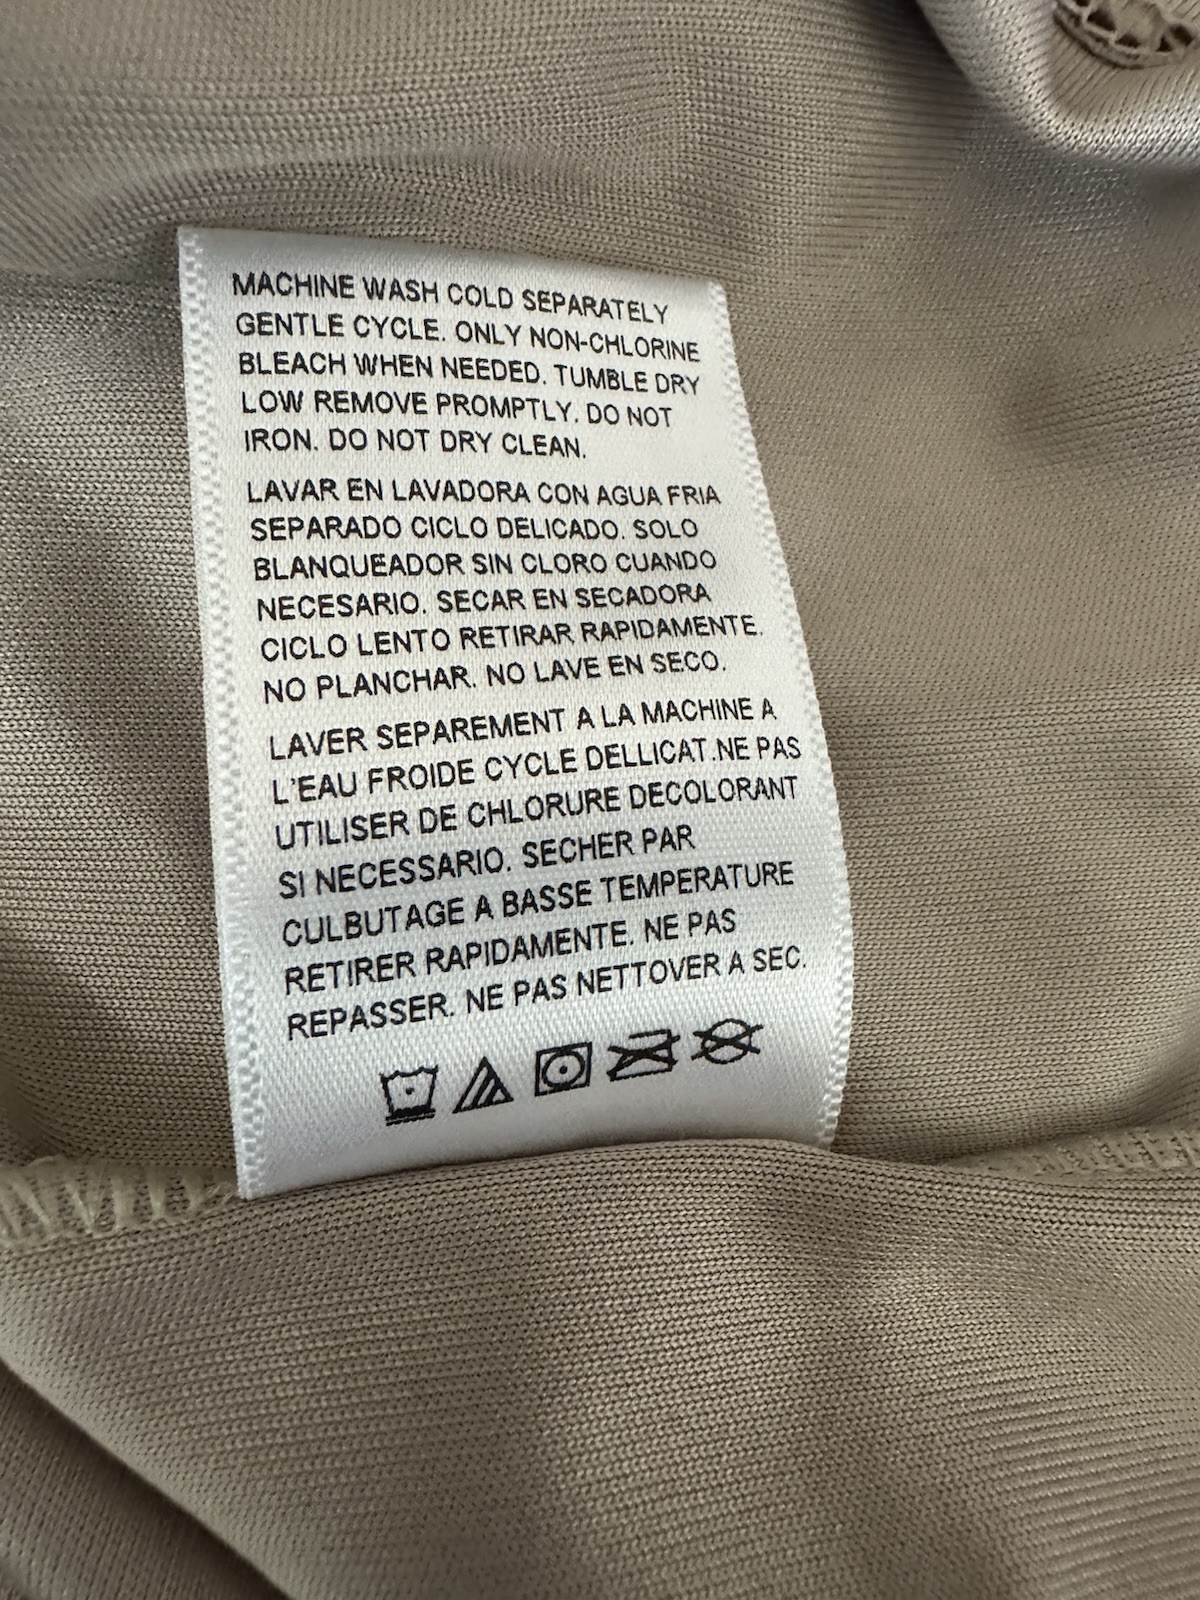 MACHINE WASH COLD SEPARATELY
GENTLE CYCLE. ONLY NON-CHLORINE
BLEACH WHEN NEEDED. TUMBLE DRY
LOW REMOVE PROMPTLY. DO NOT
IRON. DO NOT DRY CLEAN.
LAVAR EN LAVADORA CON AGUA FRIA
SEPARADO CICLO DELICADO. SOLO
BLANQUEADOR SIN CLORO CUANDO
NECESARIO. SECAR EN SECADORA
CICLO LENTO RETIRAR RAPIDAMENTE.
NO PLANCHAR. NO LAVE EN SECO.
LAVER SEPAREMENT A LA MACHINE A
L'EAU FROIDE CYCLE DELLICAT.NE PAS
UTILISER DE CHLORURE DECOLORANT
SI NECESSARIO. SECHER PAR
CULBUTAGE A BASSE TEMPERATURE
RETIRER RAPIDAMENTE. NE PAS
REPASSER. NE PAS NETTOVER A SEC.